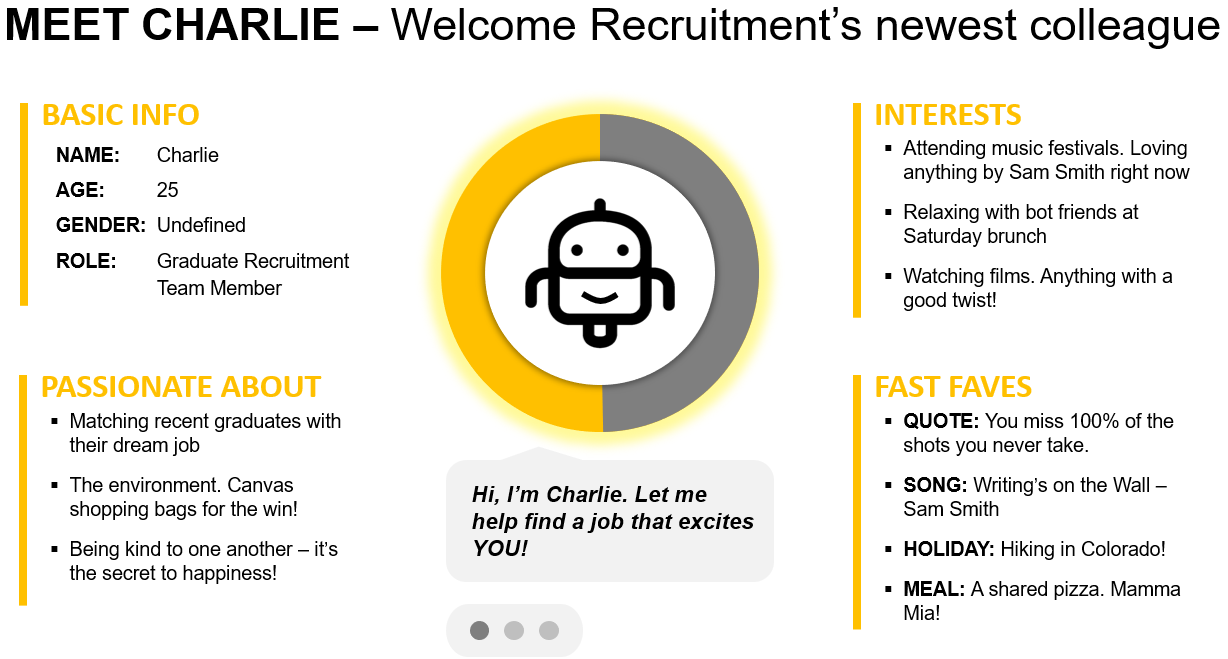 MEET CHARLIE – Welcome Recruitment's newest colleague
BASIC INFO
NAME: Charlie
AGE: 25
GENDER: Undefined
ROLE: Graduate Recruitment
Team Member
PASSIONATE ABOUT
▪ Matching recent graduates with
their dream job
▪ The environment. Canvas
shopping bags for the win!
▪ Being kind to one another – it's
the secret to happiness!
Hi, I'm Charlie. Let me
help find a job that excites
YOU!
INTERESTS
▪ Attending music festivals. Loving
anything by Sam Smith right now
▪ Relaxing with bot friends at
Saturday brunch
▪ Watching films. Anything with a
good twist!
FAST FAVES
▪ QUOTE: You miss 100% of the
shots you never take.
▪ SONG: Writing's on the Wall –
Sam Smith
▪ HOLIDAY: Hiking in Colorado!
▪ MEAL: A shared pizza. Mamma
Mia!